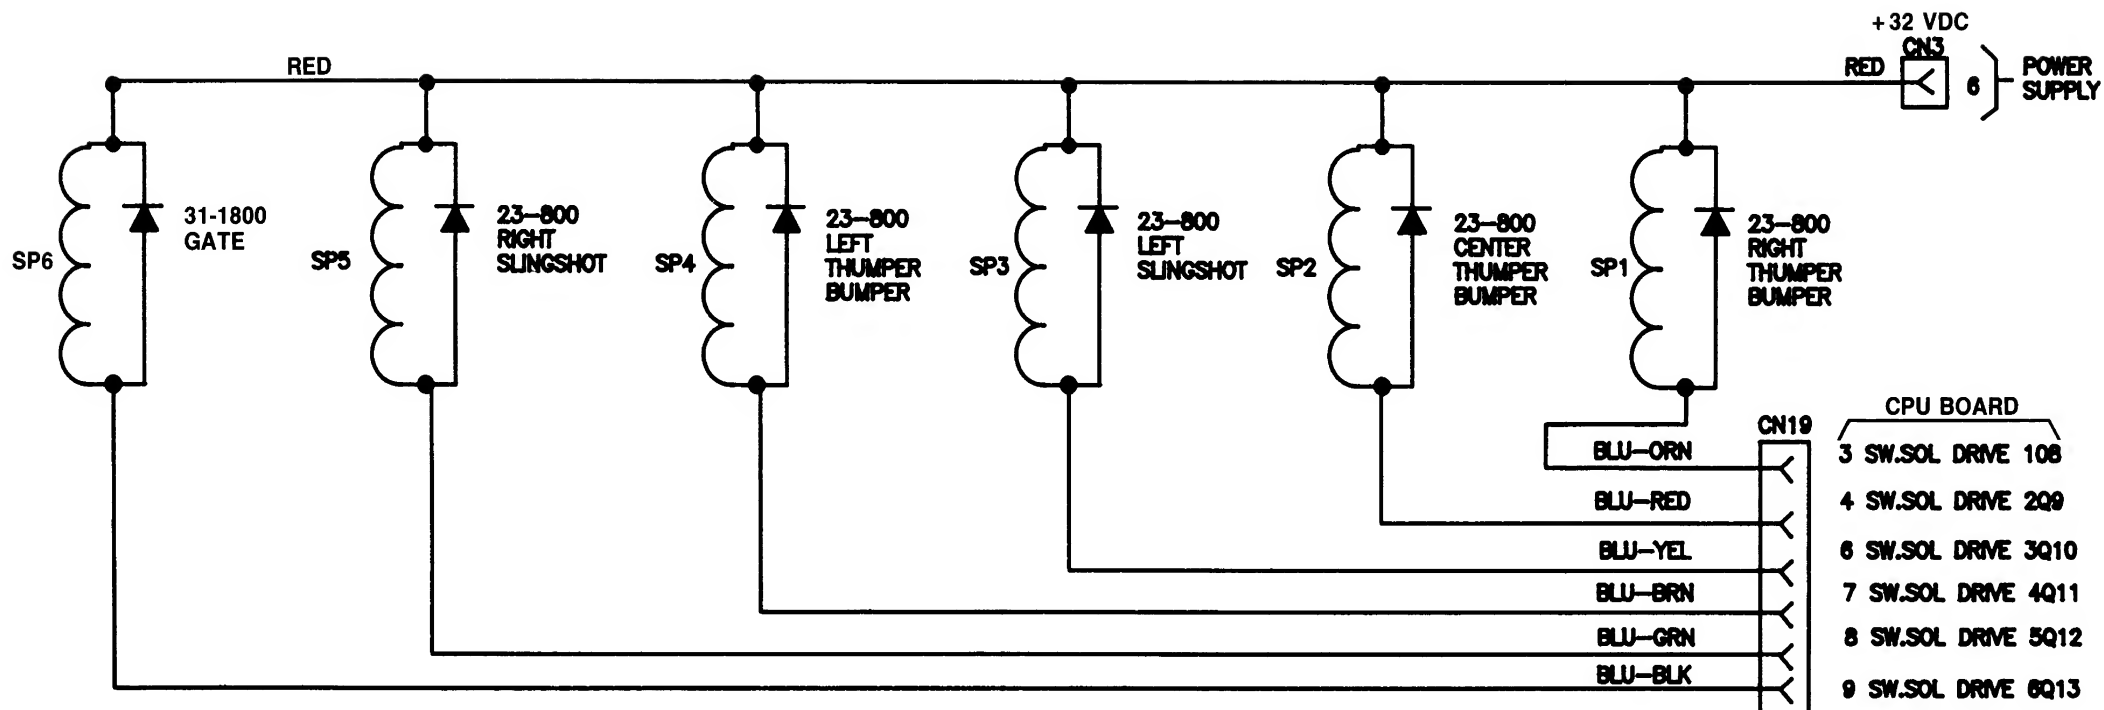 +32 VDC
CN3
RED
RED
6
POWER
SUPPLY
31-1800
GATE
SP6
23-800
RIGHT
SLINGSHOT
SP5
23-800
LEFT
THUMPER
BUMPER
SP4
23-800
LEFT
SLINGSHOT
SP3
23-800
CENTER
THUMPER
BUMPER
SP2
23-800
RIGHT
THUMPER
BUMPER
SP1
CPU BOARD
CN19
BLU-ORN
3 SW.SOL DRIVE 108
BLU-RED
4 SW.SOL DRIVE 2Q9
BLU-YEL
6 SW.SOL DRIVE 3Q10
BLU-BRN
7 SW.SOL DRIVE 4Q11
BLU-GRN
8 SW.SOL DRIVE 5Q12
BLU-BLK
9 SW.SOL DRIVE 6Q13